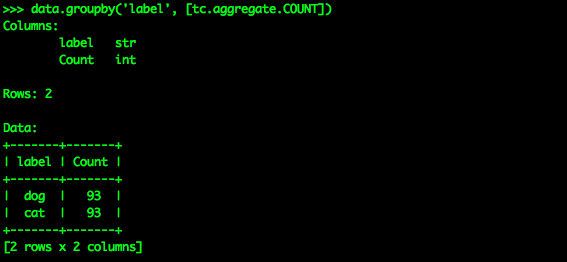 >>> data.groupby('label', [tc.aggregate.COUNT])
Columns:
        label   str
        Count   int

Rows: 2

Data:
+-------+-------+
| label | Count |
+-------+-------+
|  dog  |   93  |
|  cat  |   93  |
+-------+-------+
[2 rows x 2 columns]